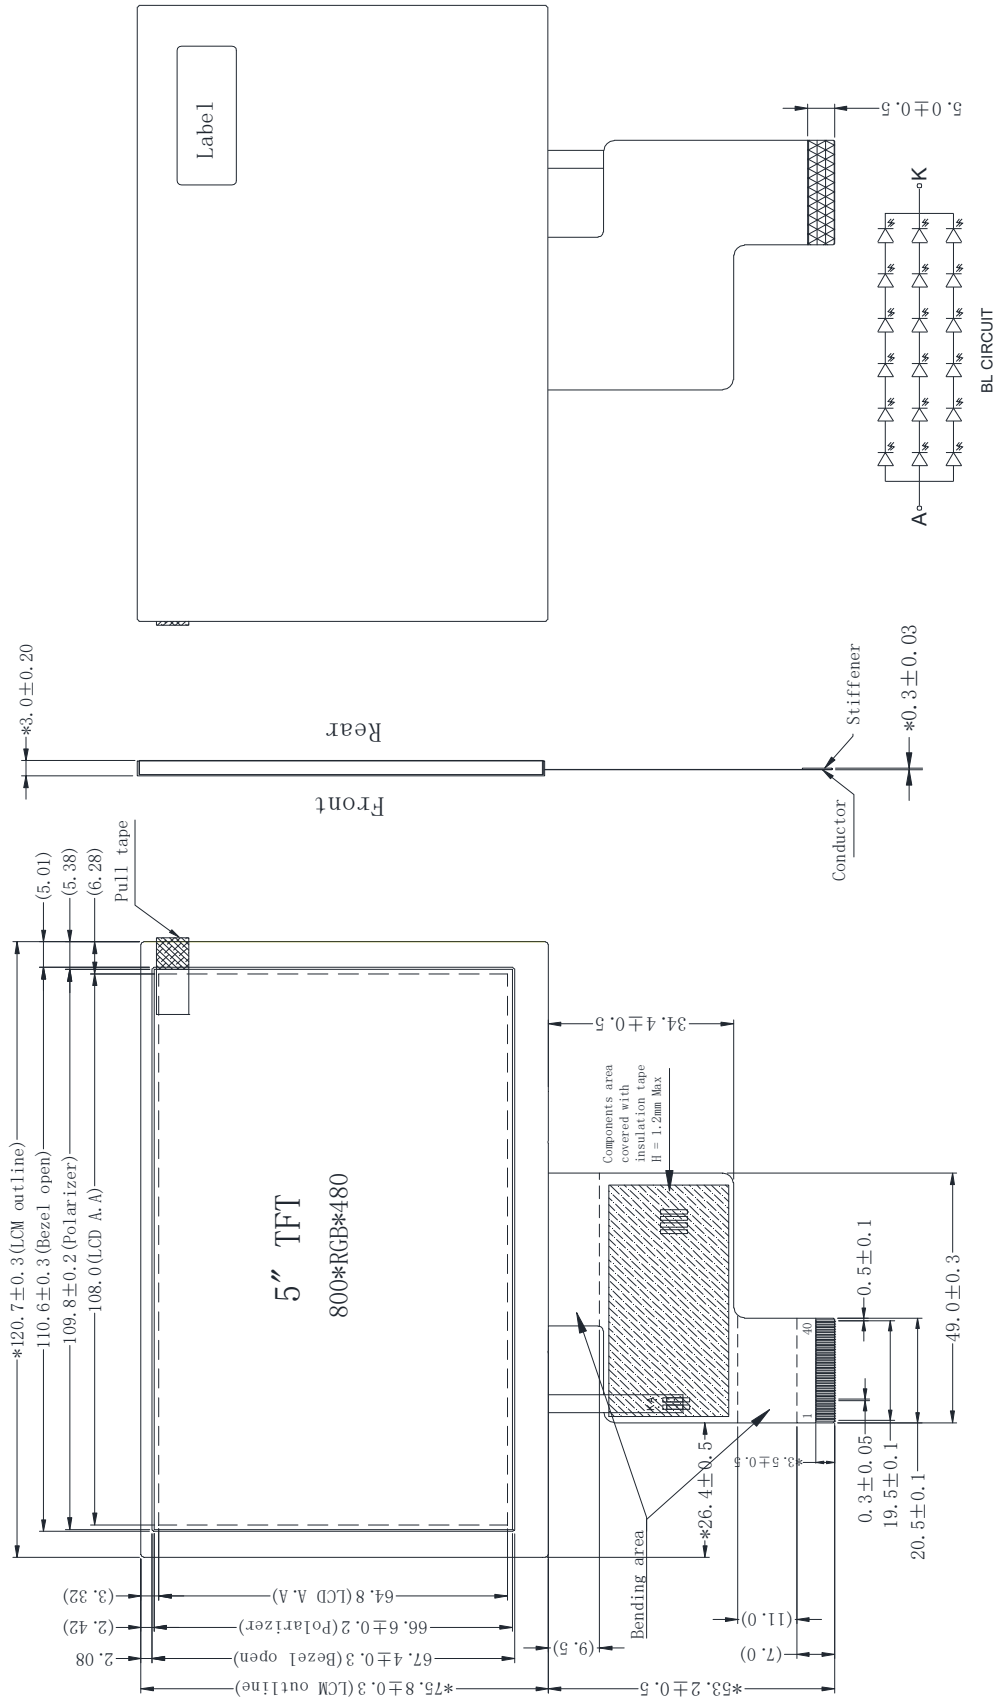 Label
5.0±0.5
A
K
BL CIRCUIT
*3.0±0.20
Rear
Front
Stiffener
Conductor
*0.3±0.03
Pull tape
(5.01)
(5.38)
(6.28)
*120.7±0.3(LCM outline)
110.6±0.3(Bezel open)
109.8±0.2(Polarizer)
108.0(LCD A.A)
5″ TFT
800*RGB*480
34.4±0.5
Components area
covered with
insulation tape
H = 1.2mm Max
K A
1
40
*3.5±0.5
0.5±0.1
0.3±0.05
19.5±0.1
20.5±0.1
49.0±0.3
*26.4±0.5
Bending area
(3.32)
64.8(LCD A.A)
(2.42)
66.6±0.2(Polarizer)
2.08
67.4±0.3(Bezel open)
*75.8±0.3(LCM outline)
(9.5)
(11.0)
(7.0)
*53.2±0.5